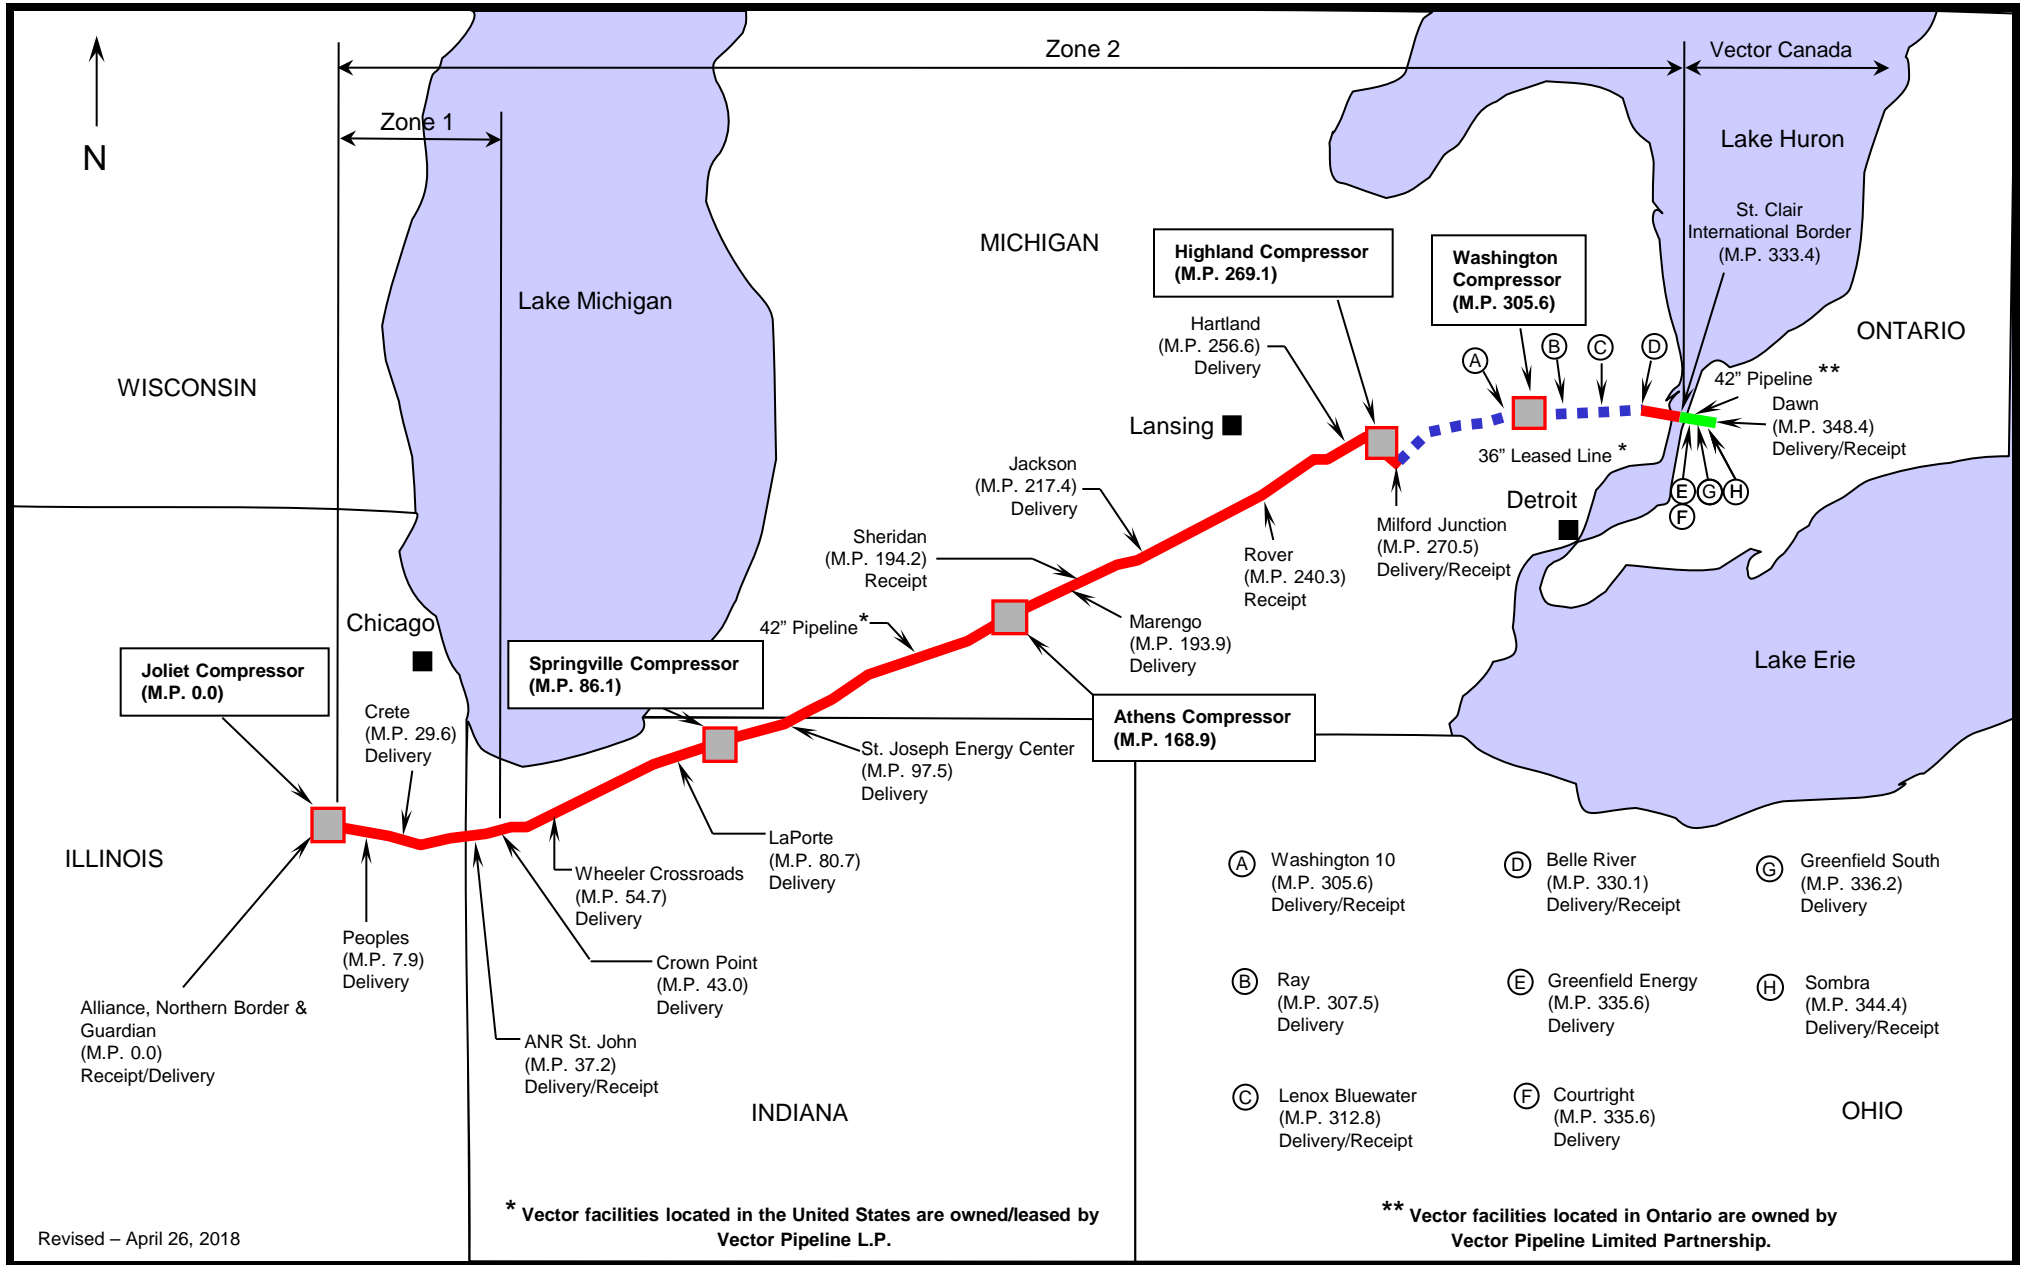 Zone 2
Vector Canada
Zone 1
N
Lake Huron
St. Clair
International Border
(M.P. 333.4)
MICHIGAN
Highland Compressor
(M.P. 269.1)
Washington
Compressor
(M.P. 305.6)
Lake Michigan
ONTARIO
Hartland
(M.P. 256.6)
Delivery
A
B
C
D
WISCONSIN
42” Pipeline **
Dawn
(M.P. 348.4)
Delivery/Receipt
Lansing
36” Leased Line *
Jackson
(M.P. 217.4)
Delivery
Detroit
E
G
H
F
Milford Junction
(M.P. 270.5)
Delivery/Receipt
Sheridan
(M.P. 194.2)
Receipt
Rover
(M.P. 240.3)
Receipt
Chicago
42” Pipeline*
Marengo
(M.P. 193.9)
Delivery
Lake Erie
Joliet Compressor
(M.P. 0.0)
Springville Compressor
(M.P. 86.1)
Athens Compressor
(M.P. 168.9)
Crete
(M.P. 29.6)
Delivery
St. Joseph Energy Center
(M.P. 97.5)
Delivery
ILLINOIS
LaPorte
(M.P. 80.7)
Delivery
Wheeler Crossroads
(M.P. 54.7)
Delivery
Peoples
(M.P. 7.9)
Delivery
Crown Point
(M.P. 43.0)
Delivery
Alliance, Northern Border &
Guardian
(M.P. 0.0)
Receipt/Delivery
ANR St. John
(M.P. 37.2)
Delivery/Receipt
INDIANA
A
Washington 10
(M.P. 305.6)
Delivery/Receipt
D
Belle River
(M.P. 330.1)
Delivery/Receipt
G
Greenfield South
(M.P. 336.2)
Delivery
B
Ray
(M.P. 307.5)
Delivery
E
Greenfield Energy
(M.P. 335.6)
Delivery
H
Sombra
(M.P. 344.4)
Delivery/Receipt
C
Lenox Bluewater
(M.P. 312.8)
Delivery/Receipt
F
Courtright
(M.P. 335.6)
Delivery
OHIO
* Vector facilities located in the United States are owned/leased by
Vector Pipeline L.P.
** Vector facilities located in Ontario are owned by
Vector Pipeline Limited Partnership.
Revised – April 26, 2018